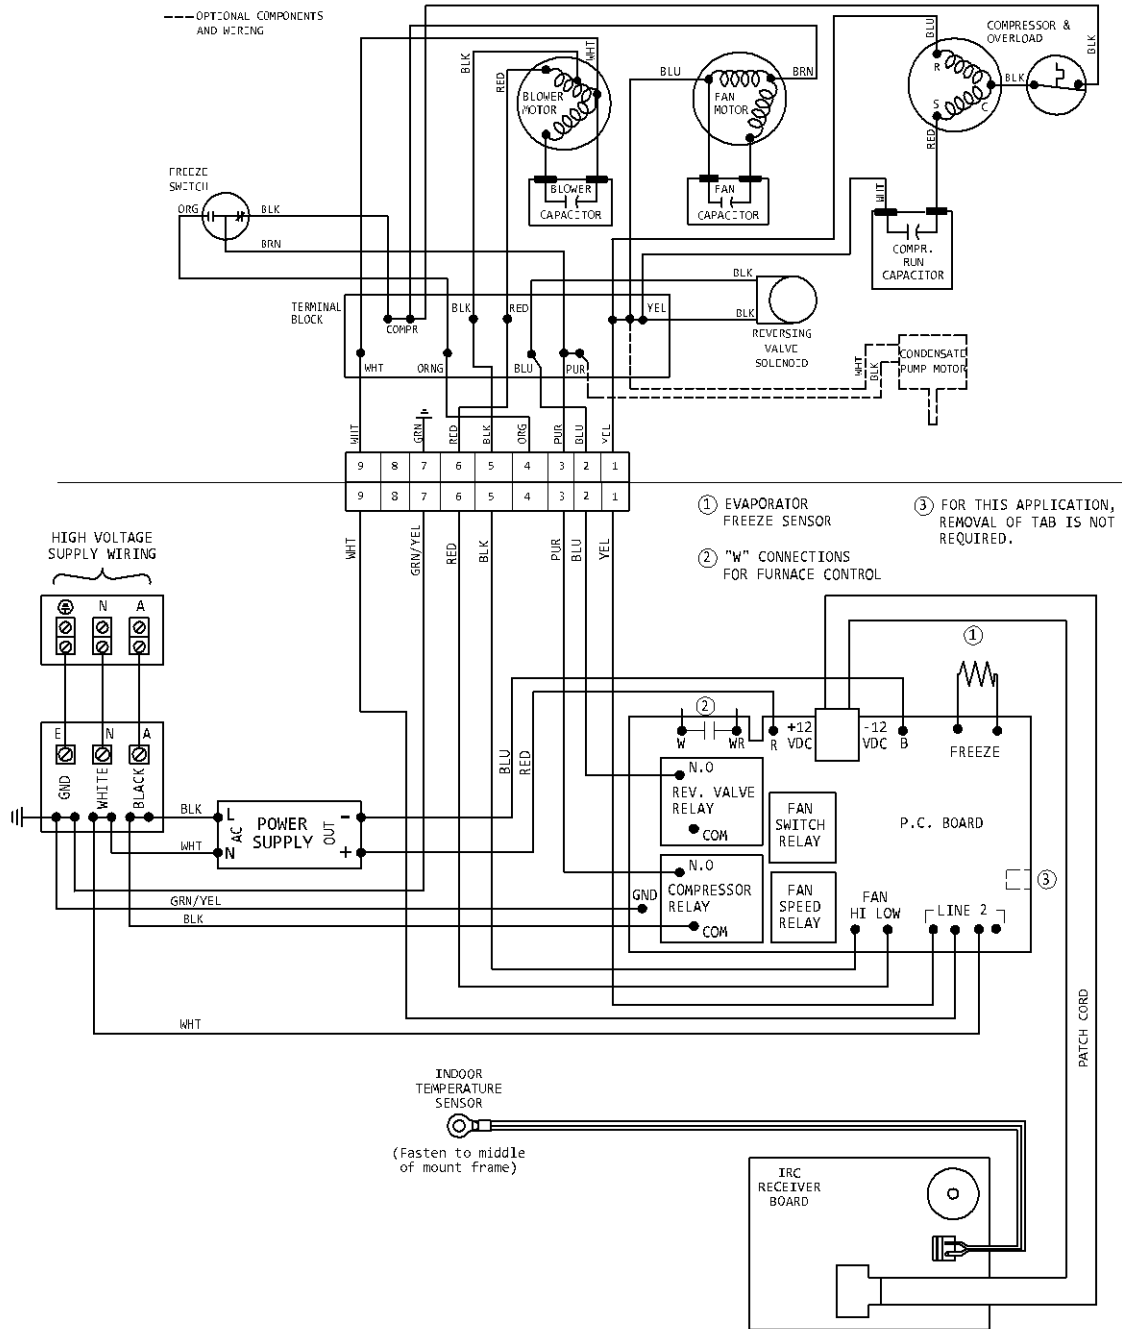 OPTIONAL COMPONENTS
AND WIRING
BLK
WHT
RED
BLOWER
MOTOR
BLU
FAN
MOTOR
BRN
BLU
COMPRESSOR &
OVERLOAD
BLK
R
S
C
BLK
RED
FREEZE
SWITCH
ORG
BLK
BRN
BLOWER
CAPACITOR
FAN
CAPACITOR
WHT
COMPR.
RUN
CAPACITOR
TERMINAL
BLOCK
COMPR
BLK
RED
YEL
WHT
ORNG
BLU
PUR
BLK
BLK
REVERSING
VALVE
SOLENOID
WHT
BLK
CONDENSATE
PUMP MOTOR
WHT
GRN
RED
BLK
ORG
PUR
BLU
YEL
9 8 7 6 5 4 3 2 1
9 8 7 6 5 4 3 2 1
WHT
GRN/YEL
RED
BLK
PUR
BLU
YEL
1 EVAPORATOR
FREEZE SENSOR
2 "W" CONNECTIONS
FOR FURNACE CONTROL
3 FOR THIS APPLICATION,
REMOVAL OF TAB IS NOT
REQUIRED.
HIGH VOLTAGE
SUPPLY WIRING
N A
E N A
GND
WHITE
BLACK
BLK
WHT
GRN/YEL
BLK
WHT
L
N
AC
POWER
SUPPLY
OUT
-
+
BLU
RED
2
W WR R
+12
VDC
-12
VDC
B
1
FREEZE
N.O
REV. VALVE
RELAY
COM
FAN
SWITCH
RELAY
P.C. BOARD
N.O
COMPRESSOR
RELAY
COM
GND
FAN
SPEED
RELAY
FAN
HI LOW
LINE 2
3
PATCH CORD
INDOOR
TEMPERATURE
SENSOR
(Fasten to middle
of mount frame)
IRC
RECEIVER
BOARD